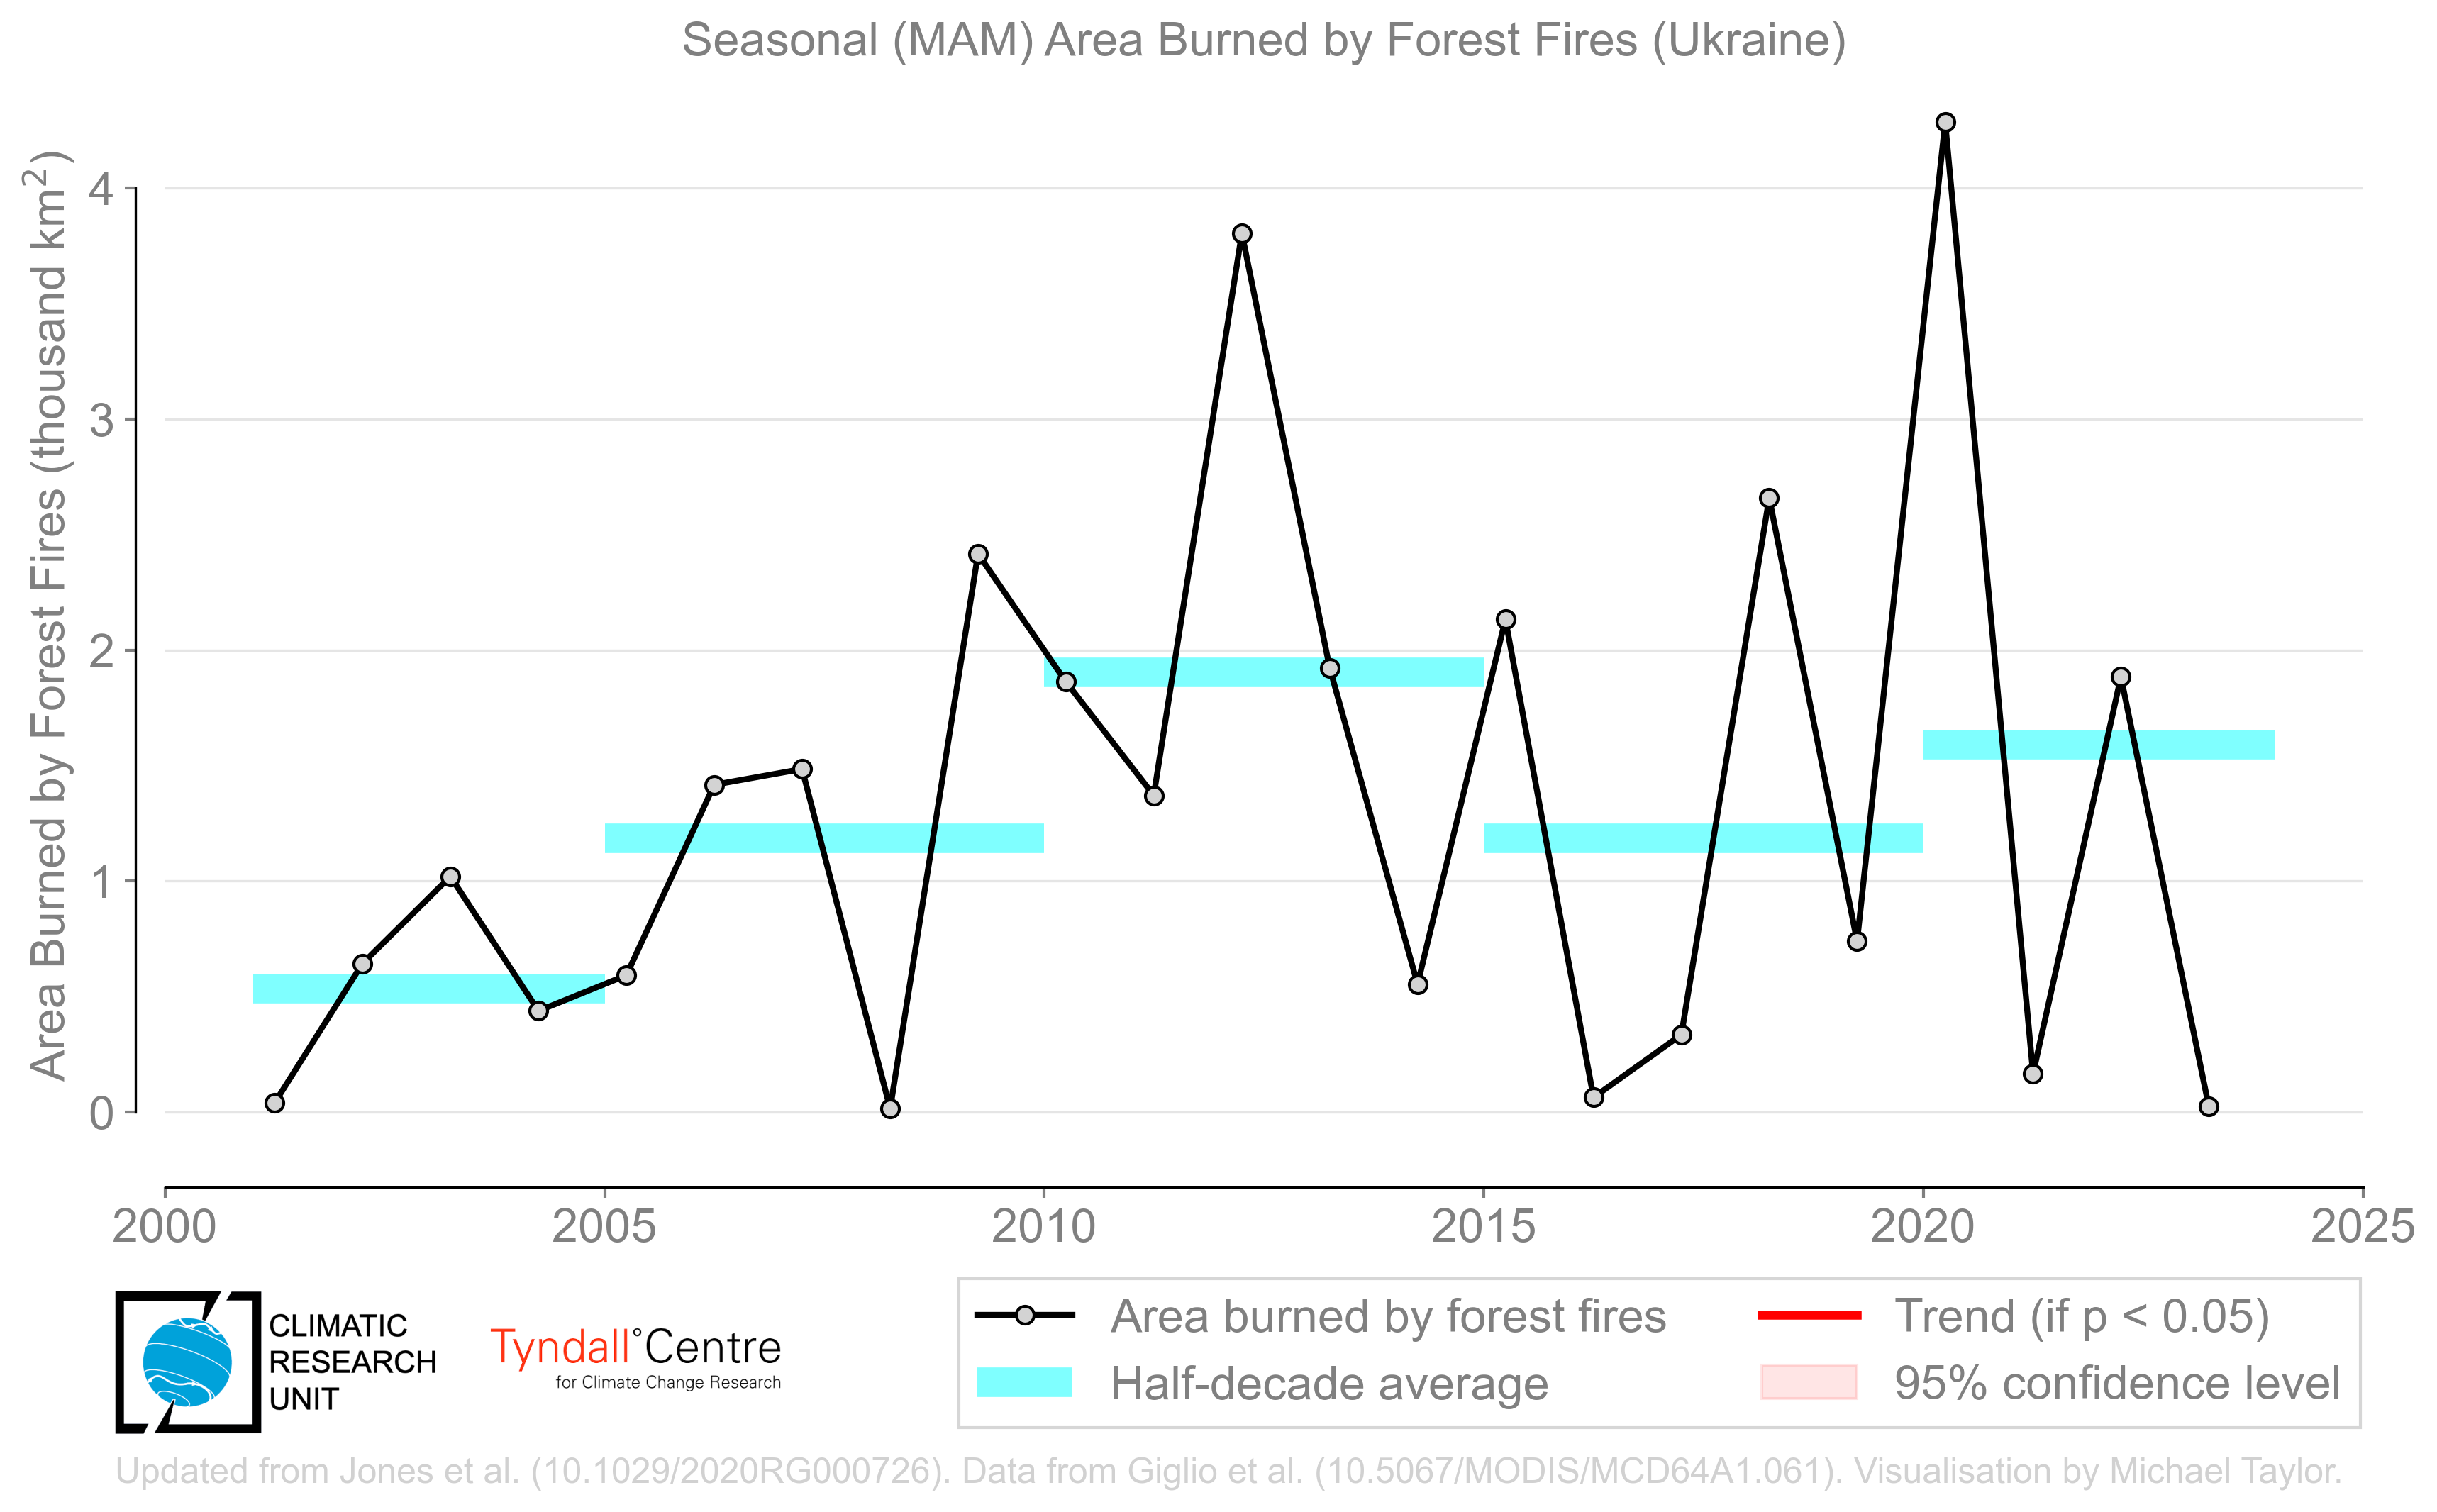 Seasonal (MAM) Area Burned by Forest Fires (Ukraine)
Area Burned by Forest Fires (thousand km²)
4
3
2
1
0
2000 2005 2010 2015 2020 2025
CLIMATIC
RESEARCH
UNIT
Tyndall°Centre
for Climate Change Research
Area burned by forest fires
Half-decade average
Trend (if p < 0.05)
95% confidence level
Updated from Jones et al. (10.1029/2020RG000726). Data from Giglio et al. (10.5067/MODIS/MCD64A1.061). Visualisation by Michael Taylor.